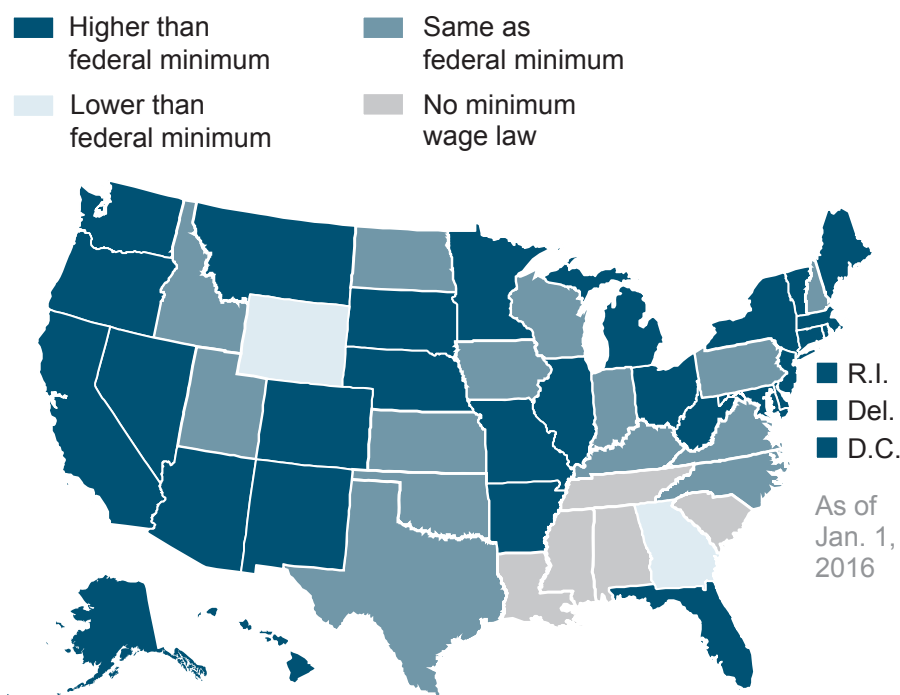 Higher than
federal minimum
Same as
federal minimum
Lower than
federal minimum
No minimum
wage law
R.I.
Del.
D.C.
As of
Jan. 1,
2016